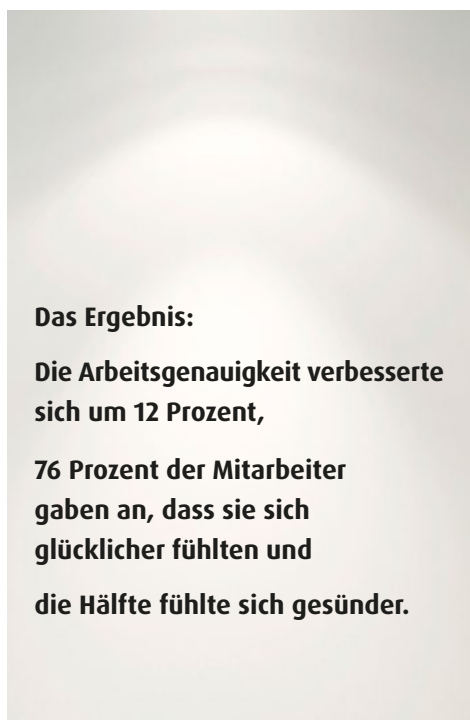 Das Ergebnis:
Die Arbeitsgenauigkeit verbesserte
sich um 12 Prozent,
76 Prozent der Mitarbeiter
gaben an, dass sie sich
glücklicher fühlten und
die Hälfte fühlte sich gesünder.